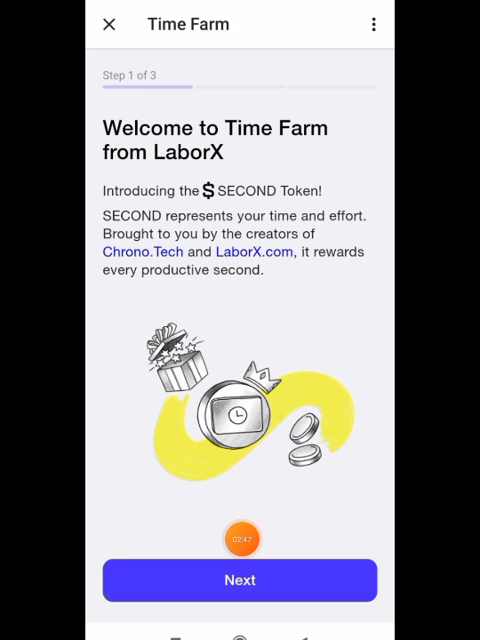 Time Farm
Step 1 of 3
Welcome to Time Farm
from LaborX
Introducing the $ SECOND Token!
SECOND represents your time and effort.
Brought to you by the creators of
Chrono.Tech and LaborX.com, it rewards
every productive second.
02:47
Next